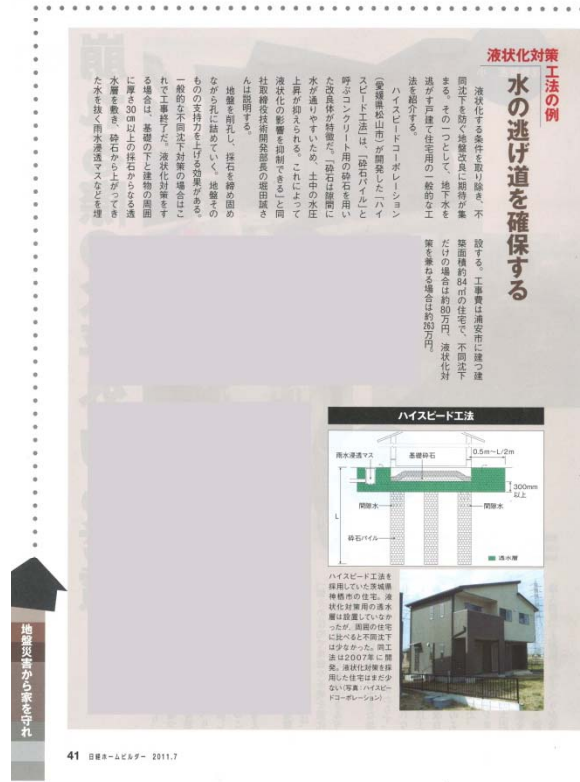 液状化対策工法の例
水の逃げ道を確保する
液状化する条件を取り除き、不
同沈下を防ぐ地盤改良に期待が集
まる。その一つとして、地下水を
逃がす戸建て住宅用の一般的な工
法を紹介する。
ハイスピードコーポレーション
(愛媛県松山市)が開発した「ハイ
スピード工法」は、「砕石パイル」と
呼ぶコンクリート用の砕石を用い
た改良体が特徴だ。「砕石は隙間に
水が通りやすいため、土中の水圧
上昇が抑えられる。これによって
液状化の影響を抑制できる」と同
社取締役技術開発部長の堀田誠さ
んは説明する。
地盤を削孔し、採石を締め固め
ながら孔に詰めていく。地盤その
ものの支持力を上げる効果がある。
一般的な不同沈下対策の場合はこ
れで工事終了だ。液状化対策をす
る場合は、基礎の下と建物の周囲
に厚さ30cm以上の採石からなる透
水層を敷き、砕石から上がってき
た水を抜く雨水浸透マスなどを埋
設する。工事費は浦安市に建つ建
築面積約84㎡の住宅で、不同沈下
だけの場合は約80万円、液状化対
策を兼ねる場合は約263万円。
ハイスピード工法
雨水浸透マス
基礎砕石
0.5m〜L/2m
300mm
以上
間隙水
間隙水
L
砕石パイル
透水層
ハイスピード工法を
採用していた茨城県
神栖市の住宅。液
状化対策用の透水
層は設置していなか
ったが、周囲の住宅
に比べると不同沈下
は少なかった。同工
法は2007年に開
発。液状化対策を採
用した住宅はまだ少
ない(写真:ハイスピー
ドコーポレーション)
地盤災害から家を守れ
41 日経ホームビルダー 2011.7